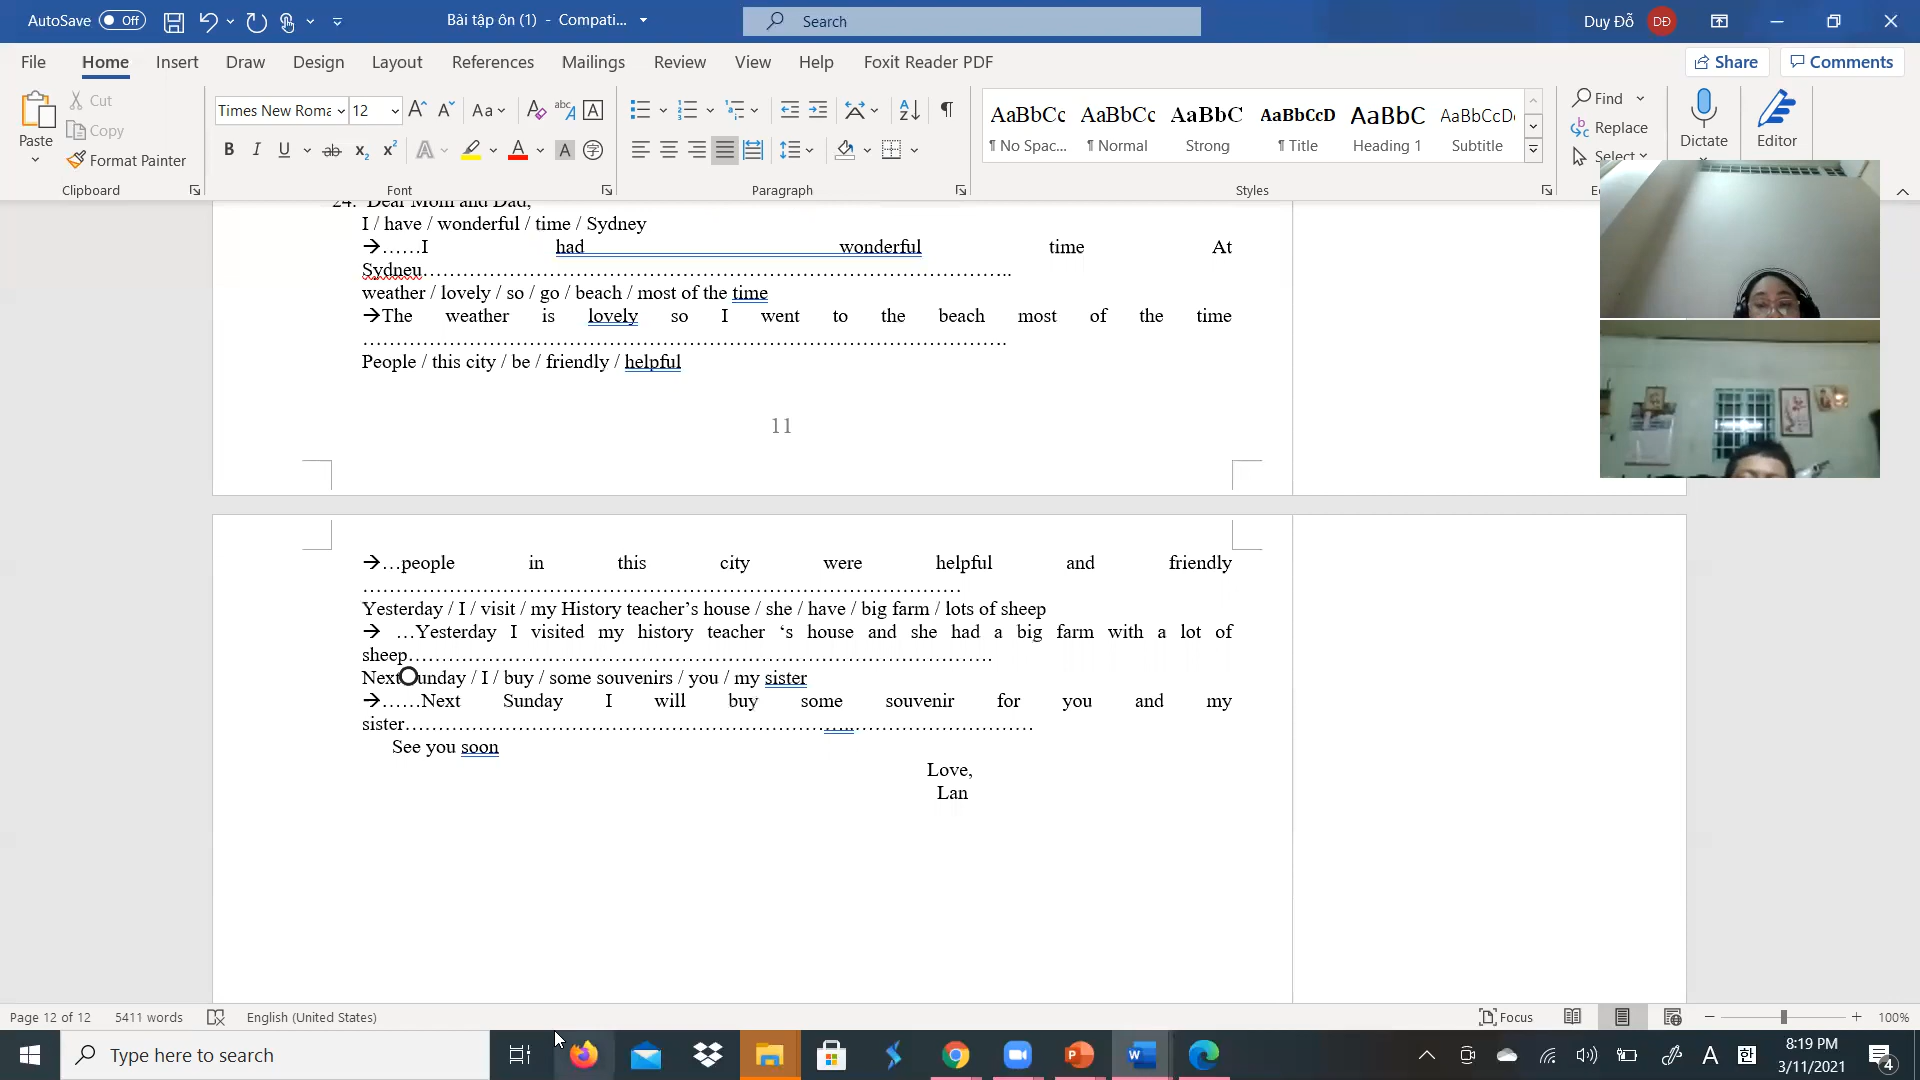 AutoSave Off Bài tập ôn (1) - Compati... Search Duy Đỗ DĐ
File Home Insert Draw Design Layout References Mailings Review View Help Foxit Reader PDF Share Comments
Paste Cut Copy Format Painter
Times New Roma 12
AaBbCc AaBbCc AaBbC AaBbCcD AaBbC AaBbCcD
¶ No Spac... ¶ Normal Strong ¶ Title Heading 1 Subtitle
Find Replace Select Dictate Editor
Clipboard Font Paragraph Styles
24. Dear Mom and Dad,
I / have / wonderful / time / Sydney
→……I had wonderful time At
Sydneu……………………………………………………………………………..
weather / lovely / so / go / beach / most of the time
→The weather is lovely so I went to the beach most of the time
…………………………………………………………………………………….
People / this city / be / friendly / helpful
11
→…people in this city were helpful and friendly
………………………………………………………………………………
Yesterday / I / visit / my History teacher’s house / she / have / big farm / lots of sheep
→ …Yesterday I visited my history teacher ‘s house and she had a big farm with a lot of
sheep…………………………………………………………………………….
Next unday / I / buy / some souvenirs / you / my sister
→……Next Sunday I will buy some souvenir for you and my
sister……………………………………………………….....………………………
See you soon
Love,
Lan
Page 12 of 12 5411 words English (United States) Focus 100%
Type here to search
A 한 8:19 PM
3/11/2021 4